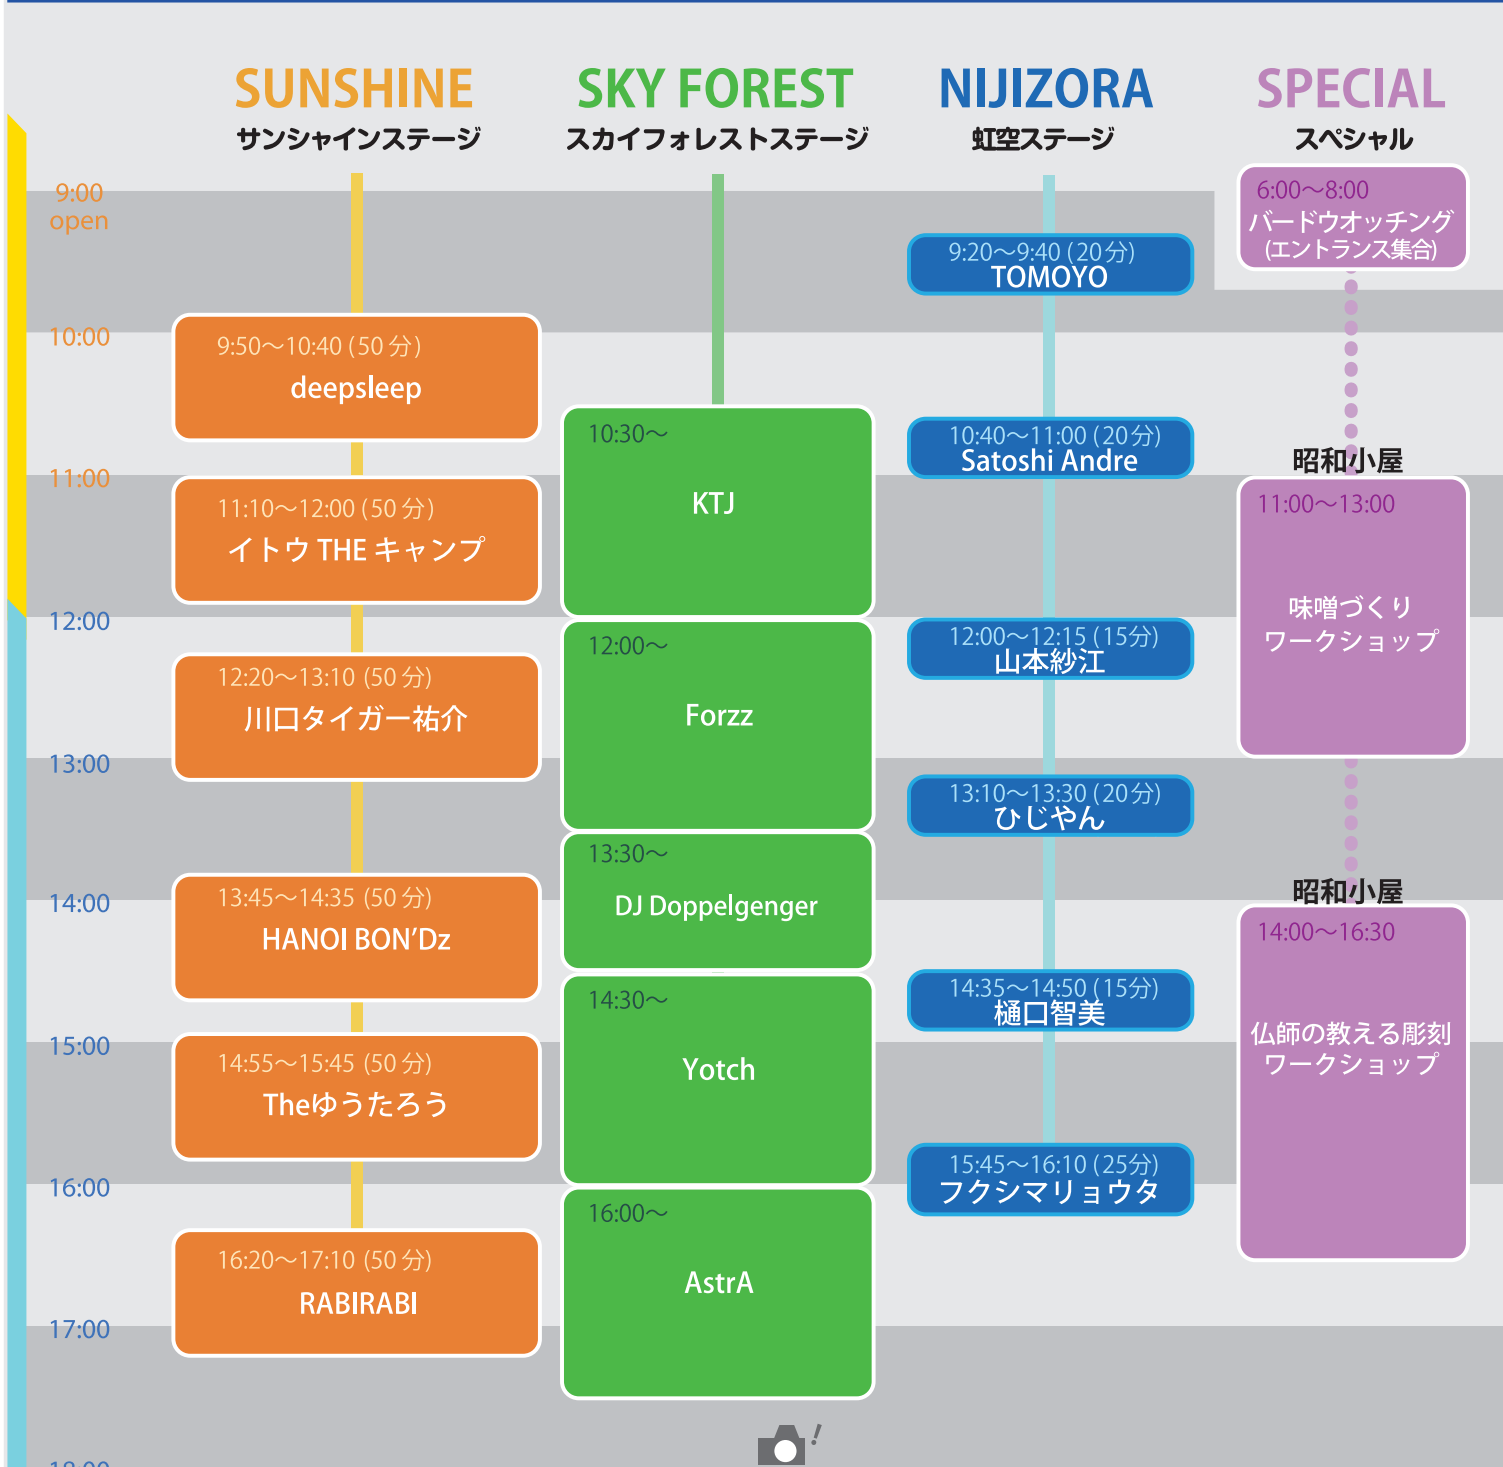 SUNSHINE
サンシャインステージ
SKY FOREST
スカイフォレストステージ
NIJIZORA
虹空ステージ
SPECIAL
スペシャル
9:00
open
10:00
11:00
12:00
13:00
14:00
15:00
16:00
17:00
18:00
9:50〜10:40 (50分)
deepsleep
11:10〜12:00 (50分)
イトウ THE キャンプ
12:20〜13:10 (50分)
川口タイガー祐介
13:45〜14:35 (50分)
HANOI BON’Dz
14:55〜15:45 (50分)
Theゆうたろう
16:20〜17:10 (50分)
RABIRABI
10:30〜
KTJ
12:00〜
Forzz
13:30〜
DJ Doppelgenger
14:30〜
Yotch
16:00〜
AstrA
9:20〜9:40 (20分)
TOMOYO
10:40〜11:00 (20分)
Satoshi Andre
12:00〜12:15 (15分)
山本紗江
13:10〜13:30 (20分)
ひじやん
14:35〜14:50 (15分)
樋口智美
15:45〜16:10 (25分)
フクシマリョウタ
6:00〜8:00
バードウオッチング
(エントランス集合)
昭和小屋
11:00〜13:00
味噌づくり
ワークショップ
昭和小屋
14:00〜16:30
仏師の教える彫刻
ワークショップ
!